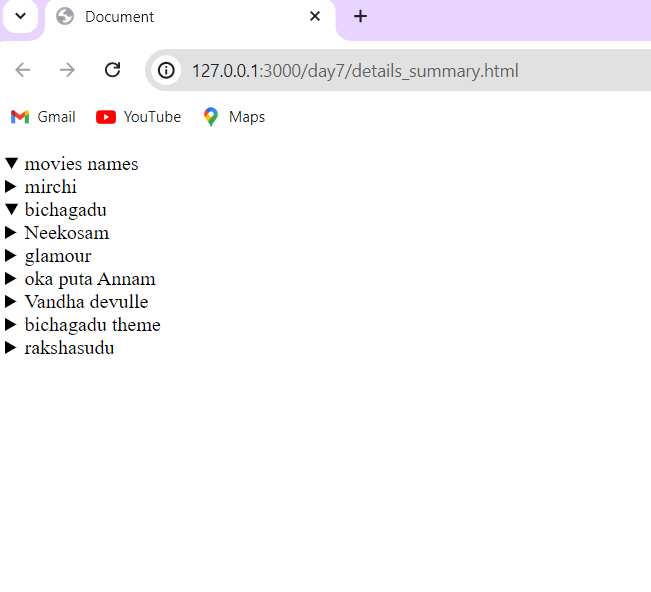 Document
127.0.0.1:3000/day7/details_summary.html
Gmail YouTube Maps
movies names
mirchi
bichagadu
Neekosam
glamour
oka puta Annam
Vandha devulle
bichagadu theme
rakshasudu